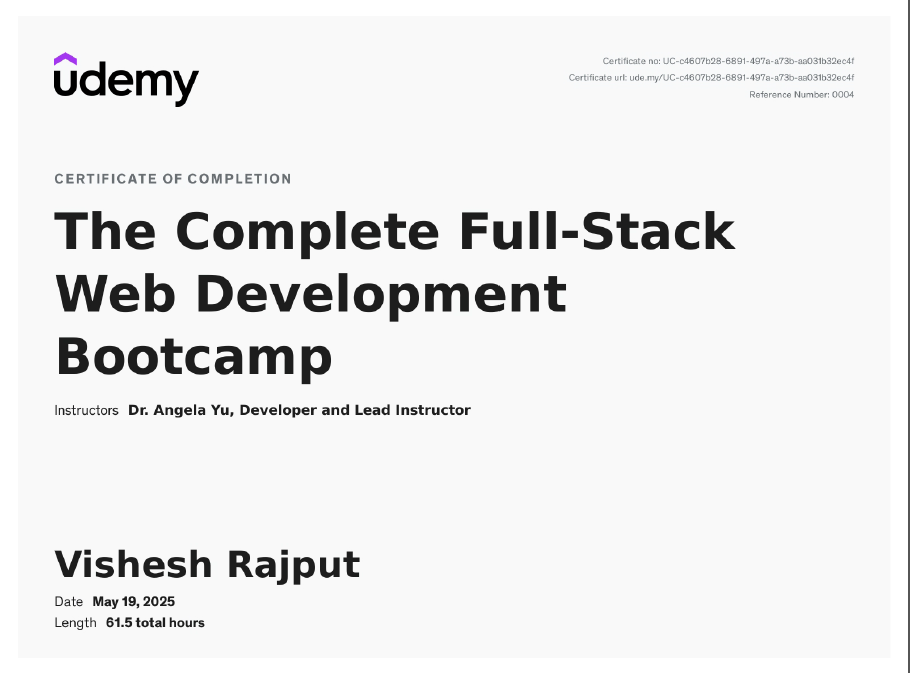 udemy
Certificate no: UC-c4607b28-6891-497a-a73b-aa031b32ec4f
Certificate url: ude.my/UC-c4607b28-6891-497a-a73b-aa031b32ec4f
Reference Number: 0004
CERTIFICATE OF COMPLETION
The Complete Full-Stack
Web Development
Bootcamp
Instructors Dr. Angela Yu, Developer and Lead Instructor
Vishesh Rajput
Date May 19, 2025
Length 61.5 total hours